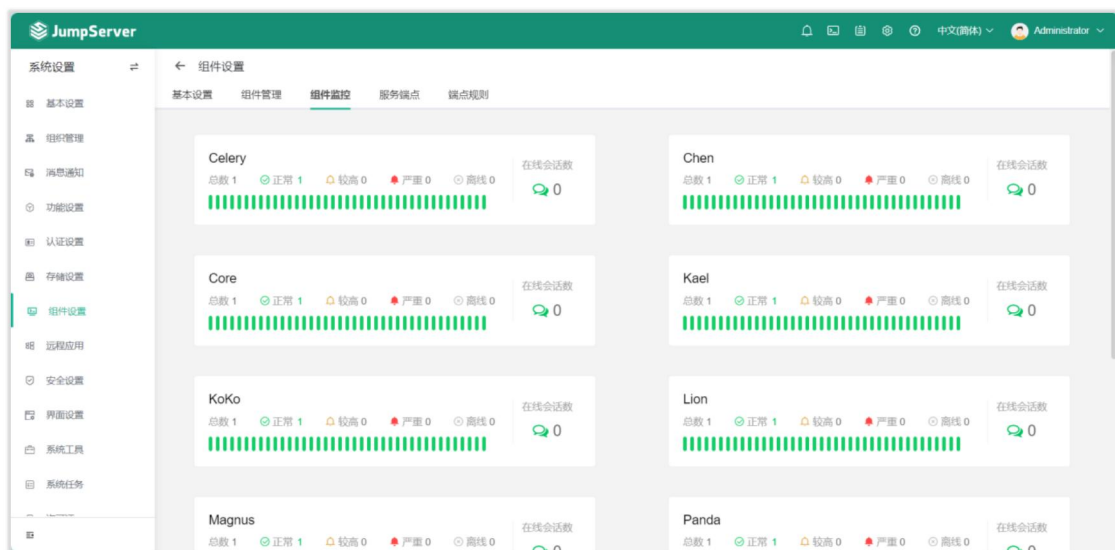 JumpServer
中文(简体)
Administrator
系统设置
基本设置
组织管理
消息通知
功能设置
认证设置
存储设置
组件设置
远程应用
安全设置
界面设置
系统工具
系统任务
组件设置
基本设置 组件管理 组件监控 服务端点 端点规则
Celery
总数 1 正常 1 较高 0 严重 0 离线 0
在线会话数
0
Chen
总数 1 正常 1 较高 0 严重 0 离线 0
在线会话数
0
Core
总数 1 正常 1 较高 0 严重 0 离线 0
在线会话数
0
Kael
总数 1 正常 1 较高 0 严重 0 离线 0
在线会话数
0
KoKo
总数 1 正常 1 较高 0 严重 0 离线 0
在线会话数
0
Lion
总数 1 正常 1 较高 0 严重 0 离线 0
在线会话数
0
Magnus
总数 1 正常 1 较高 0 严重 0 离线 0
在线会话数
Panda
总数 1 正常 1 较高 0 严重 0 离线 0
在线会话数